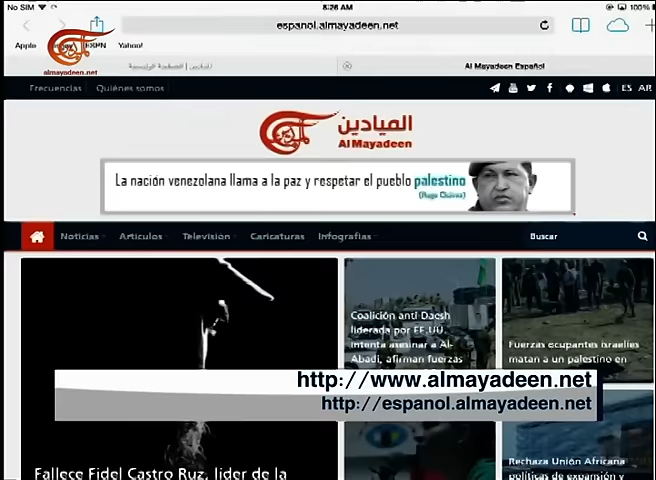 No SIM
8:26 AM
100%
espanol.almayadeen.net
Apple
ESPN
Yahoo!
almayadeen.net
Al Mayadeen Español
Frecuencias Quiénes somos
ES AR
الميادين
Al Mayadeen
La nación venezolana llama a la paz y respetar el pueblo palestino
(Hugo Chávez)
Noticias Artículos Televisión Caricaturas Infografías Buscar
Coalición anti-Daesh
liderada por EE.UU.
intenta asesinar a Al-
Abadi, afirman fuerzas
Fuerzas ocupantes israelíes
matan a un palestino en
http://www.almayadeen.net
http://espanol.almayadeen.net
Fallece Fidel Castro Ruz, líder de la
Rechaza Unión Africana
políticas de expansión y